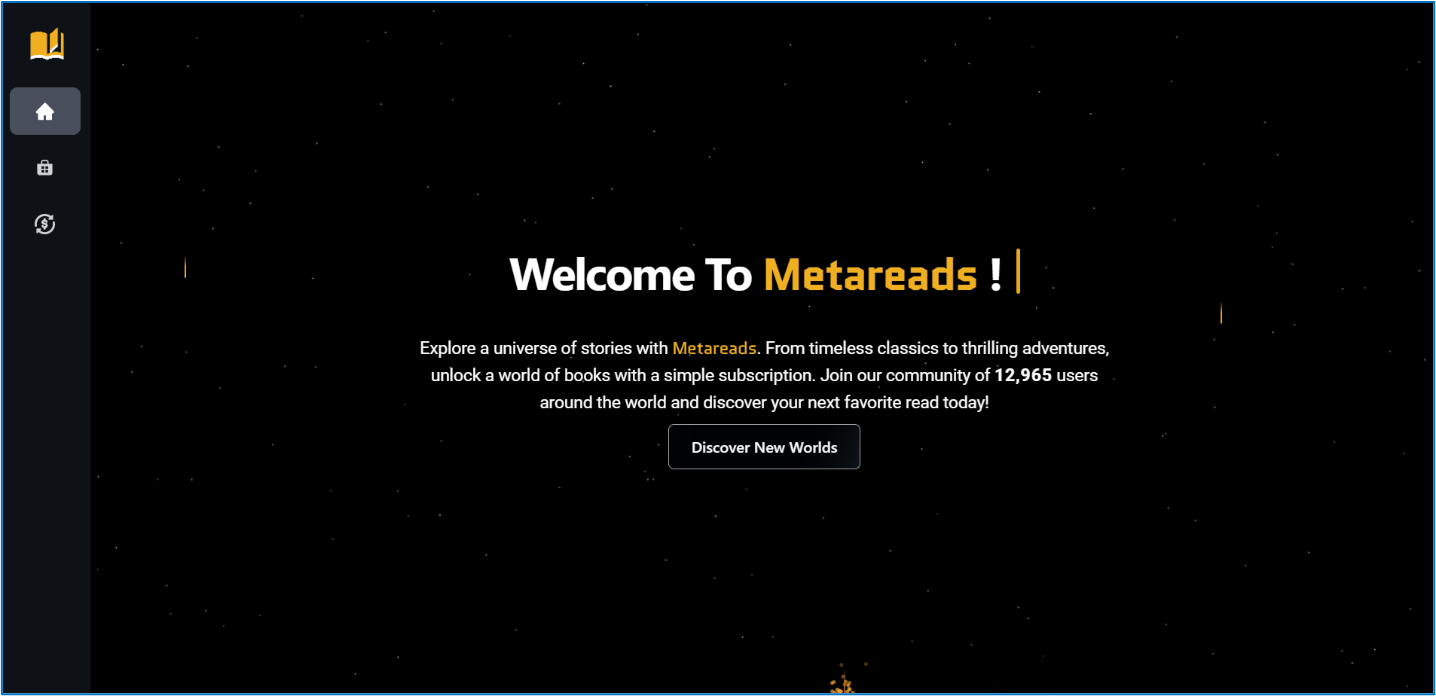 Welcome To Metareads !
Explore a universe of stories with Metareads. From timeless classics to thrilling adventures,
unlock a world of books with a simple subscription. Join our community of 12,965 users
around the world and discover your next favorite read today!
Discover New Worlds